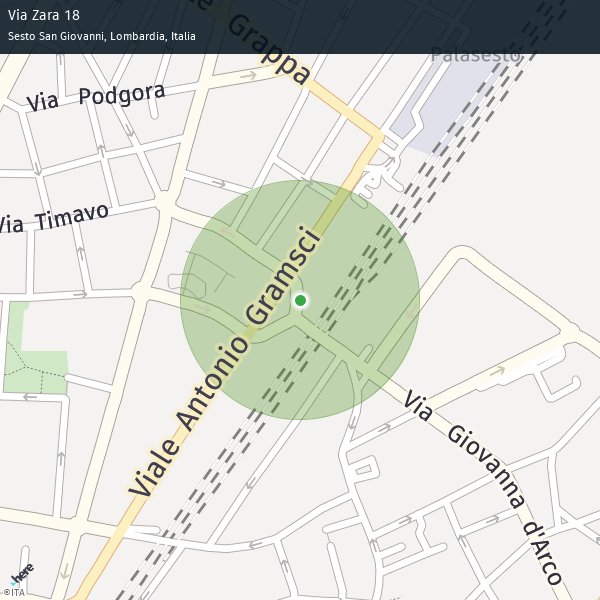 Via Zara 18
Sesto San Giovanni, Lombardia, Italia
Grappa
Palasesto
Via Podgora
Via Timavo
Viale Antonio Gramsci
Via Giovanna d'Arco
here
©ITA